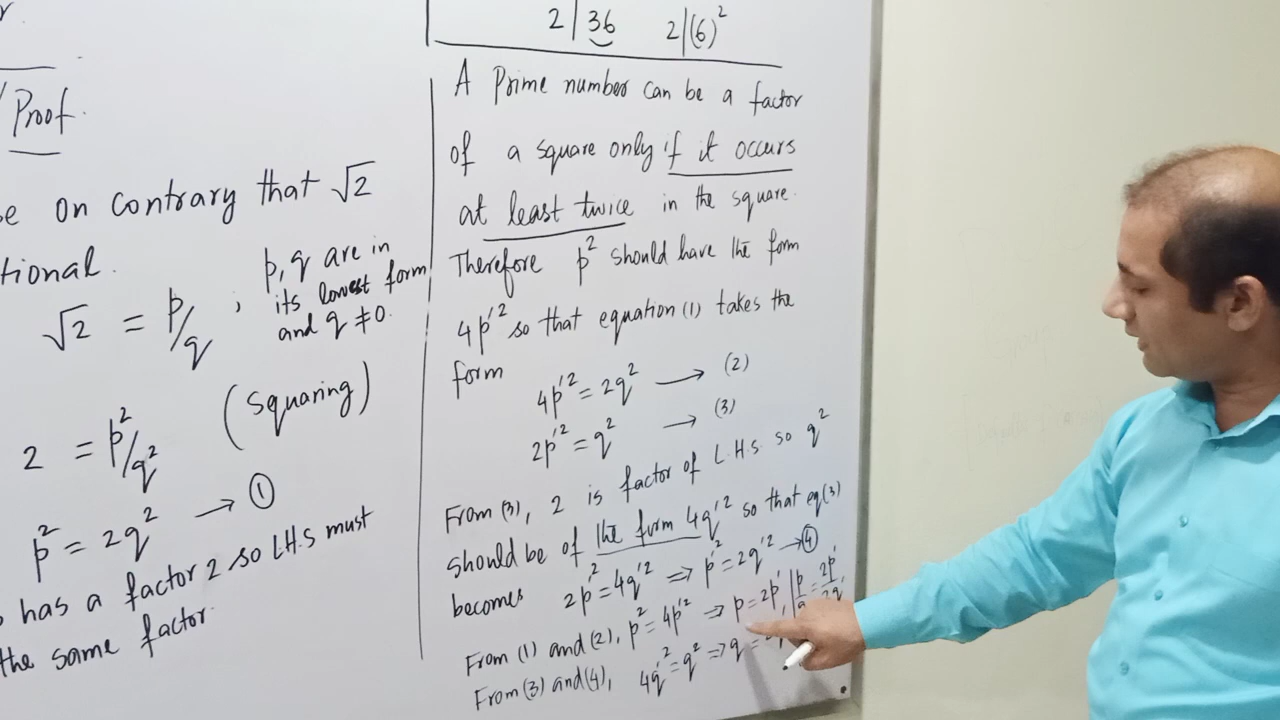 Proof.
e on contrary that √2
tional.
√2 = p/q ; p, q are in
its lowest form
and q ≠ 0.
2 = p²/q² (Squaring)
p² = 2q² → ①
has a factor 2 so L.H.S must
the same factor
2 | 36 2 | (6)²
A Prime number can be a factor
of a square only if it occurs
at least twice in the square.
Therefore p² should have the form
4p'² so that equation (1) takes the
form
4p'² = 2q² → (2)
2p'² = q² → (3)
From (3), 2 is factor of L.H.S. so q²
should be of the form 4q'² so that eq(3)
becomes 2p'² = 4q'² ⇒ p'² = 2q'² → ④
From (1) and (2), p² = 4p'² ⇒ p = 2p' | p/q = 2p'/2q'
From (3) and (4), 4q'² = q² ⇒ q =